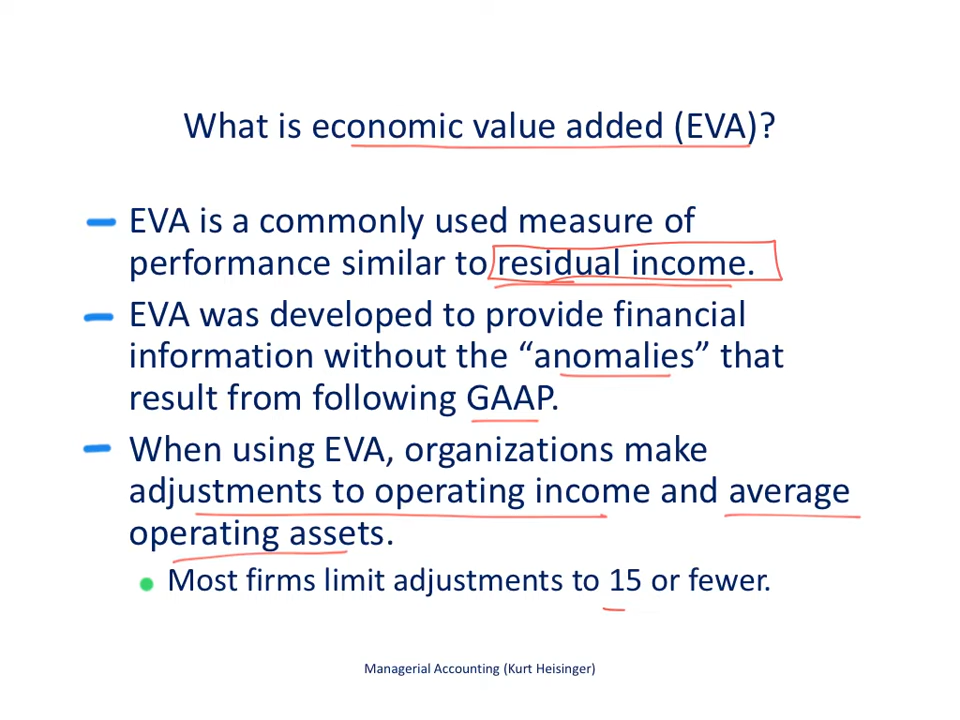 What is economic value added (EVA)?
EVA is a commonly used measure of
performance similar to residual income.
EVA was developed to provide financial
information without the “anomalies” that
result from following GAAP.
When using EVA, organizations make
adjustments to operating income and average
operating assets.
Most firms limit adjustments to 15 or fewer.
Managerial Accounting (Kurt Heisinger)